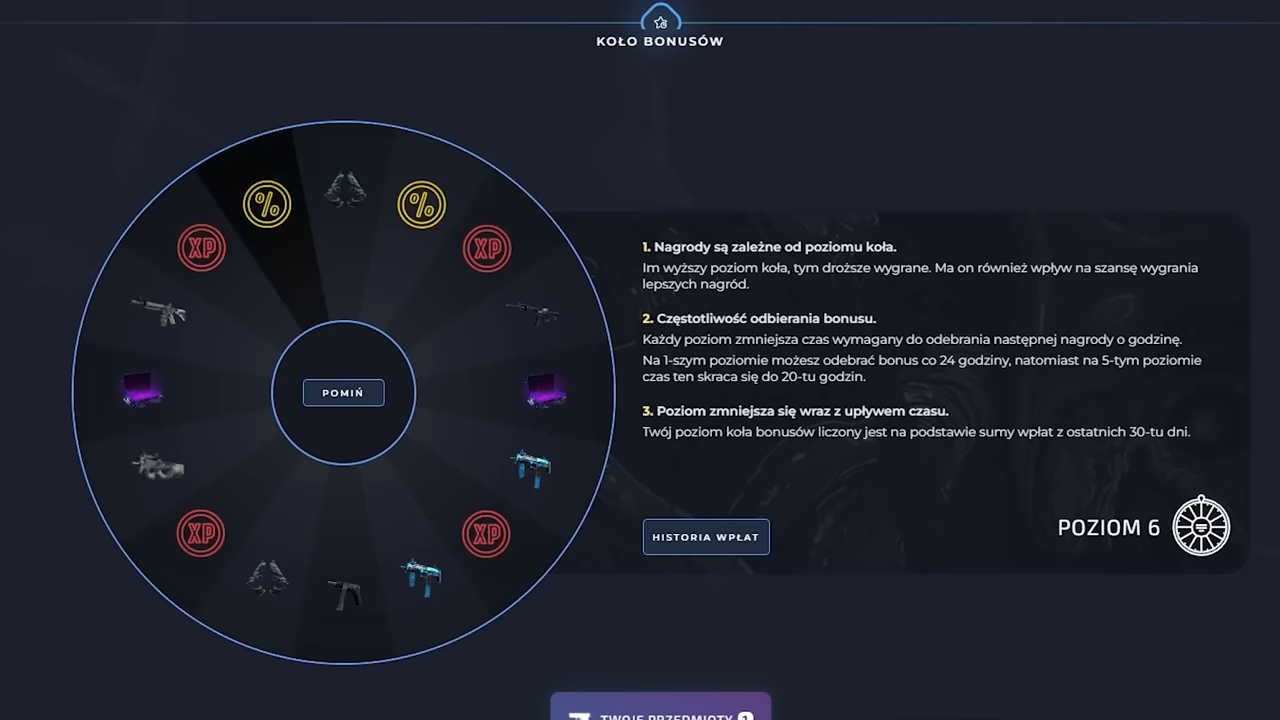 KOŁO BONUSÓW
%
%
XP
XP
1. Nagrody są zależne od poziomu koła.
Im wyższy poziom koła, tym droższe wygrane. Ma on również wpływ na szansę wygrania
lepszych nagród.
2. Częstotliwość odbierania bonusu.
Każdy poziom zmniejsza czas wymagany do odebrania następnej nagrody o godzinę.
Na 1-szym poziomie możesz odebrać bonus co 24 godziny, natomiast na 5-tym poziomie
czas ten skraca się do 20-tu godzin.
POMIŃ
3. Poziom zmniejsza się wraz z upływem czasu.
Twój poziom koła bonusów liczony jest na podstawie sumy wpłat z ostatnich 30-tu dni.
XP
XP
HISTORIA WPŁAT
POZIOM 6
TWOJE PRZEDMIOTY 1